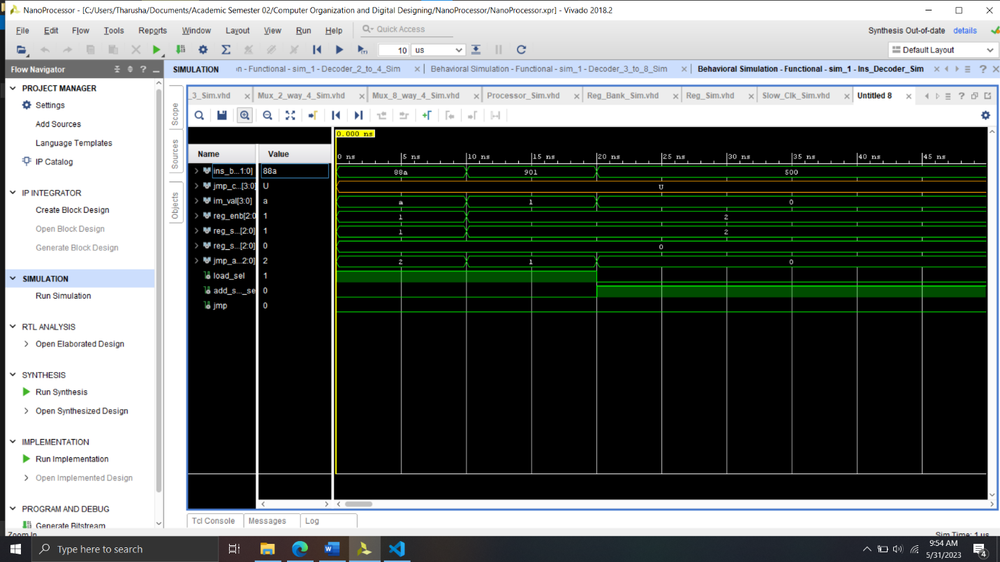 NanoProcessor - [C:/Users/Tharusha/Documents/Academic Semester 02/Computer Organization and Digital Designing/NanoProcessor/NanoProcessor.xpr] - Vivado 2018.2
File Edit Flow Tools Reports Window Layout View Run Help Quick Access
Synthesis Out-of-date details
10 us
Default Layout
Flow Navigator
SIMULATION
on - Functional - sim_1 - Decoder_2_to_4_Sim
Behavioral Simulation - Functional - sim_1 - Decoder_3_to_8_Sim
Behavioral Simulation - Functional - sim_1 - Ins_Decoder_Sim
PROJECT MANAGER
Settings
Add Sources
Language Templates
IP Catalog
IP INTEGRATOR
Create Block Design
Open Block Design
Generate Block Design
SIMULATION
Run Simulation
RTL ANALYSIS
Open Elaborated Design
SYNTHESIS
Run Synthesis
Open Synthesized Design
IMPLEMENTATION
Run Implementation
Open Implemented Design
PROGRAM AND DEBUG
Generate Bitstream
Zoom In
Scope
Sources
Objects
_3_Sim.vhd Mux_2_way_4_Sim.vhd Mux_8_way_4_Sim.vhd Processor_Sim.vhd Reg_Bank_Sim.vhd Reg_Sim.vhd Slow_Clk_Sim.vhd Untitled 8
0.000 ns
Name Value
0 ns 5 ns 10 ns 15 ns 20 ns 25 ns 30 ns 35 ns 40 ns 45 ns
ins_b...1:0] 88a 88a 901 500
jmp_c...[3:0] U U
im_val[3:0] a a 1 0
reg_enb[2:0 1 1 2
reg_s...[2:0] 1 1 2
reg_s...[2:0] 0 0
jmp_a...2:0] 2 2 1 0
load_sel 1
add_s..._se 0
jmp 0
Tcl Console Messages Log
Sim Time: 1 us
Type here to search
9:54 AM
5/31/2023
4